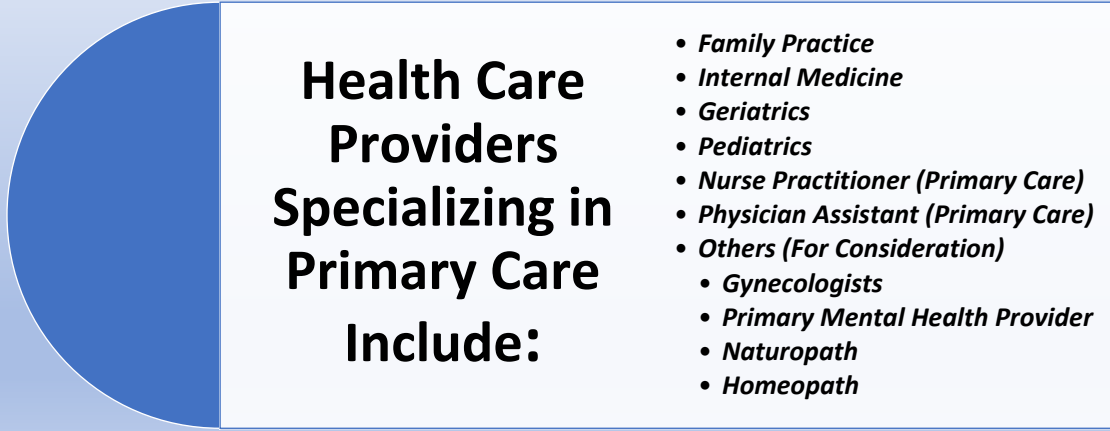 Health Care
Providers
Specializing in
Primary Care
Include:
• Family Practice
• Internal Medicine
• Geriatrics
• Pediatrics
• Nurse Practitioner (Primary Care)
• Physician Assistant (Primary Care)
• Others (For Consideration)
• Gynecologists
• Primary Mental Health Provider
• Naturopath
• Homeopath